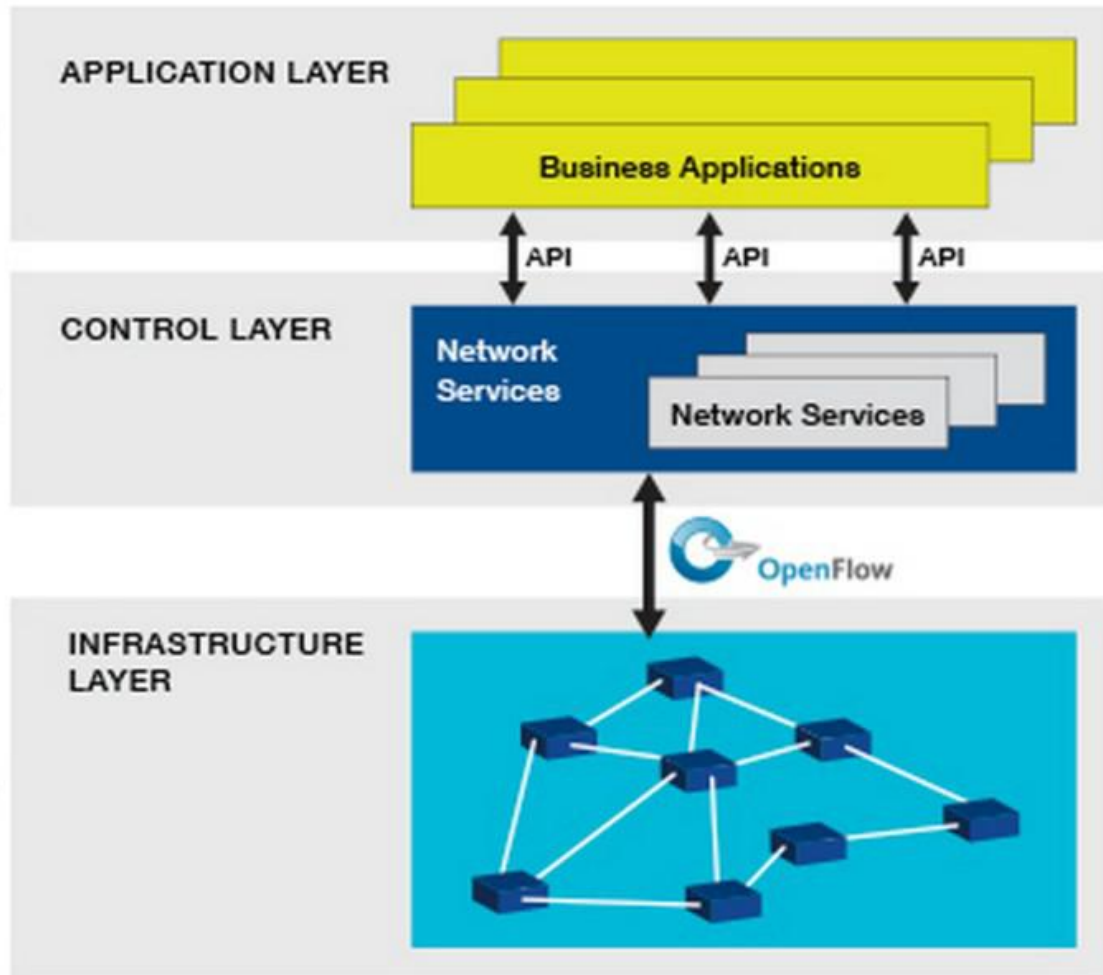 APPLICATION LAYER
Business Applications
API
API
API
CONTROL LAYER
Network
Services
Network Services
OpenFlow
INFRASTRUCTURE
LAYER